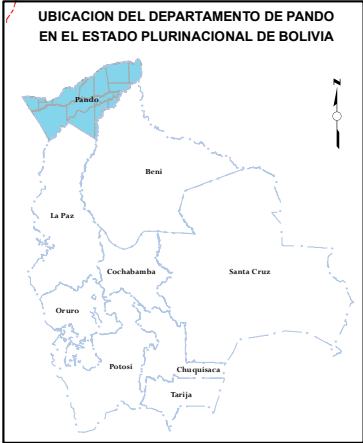 UBICACION DEL DEPARTAMENTO DE PANDO
EN EL ESTADO PLURINACIONAL DE BOLIVIA
N
Pando
Beni
La Paz
Cochabamba
Santa Cruz
Oruro
Potosi
Chuquisaca
Tarija